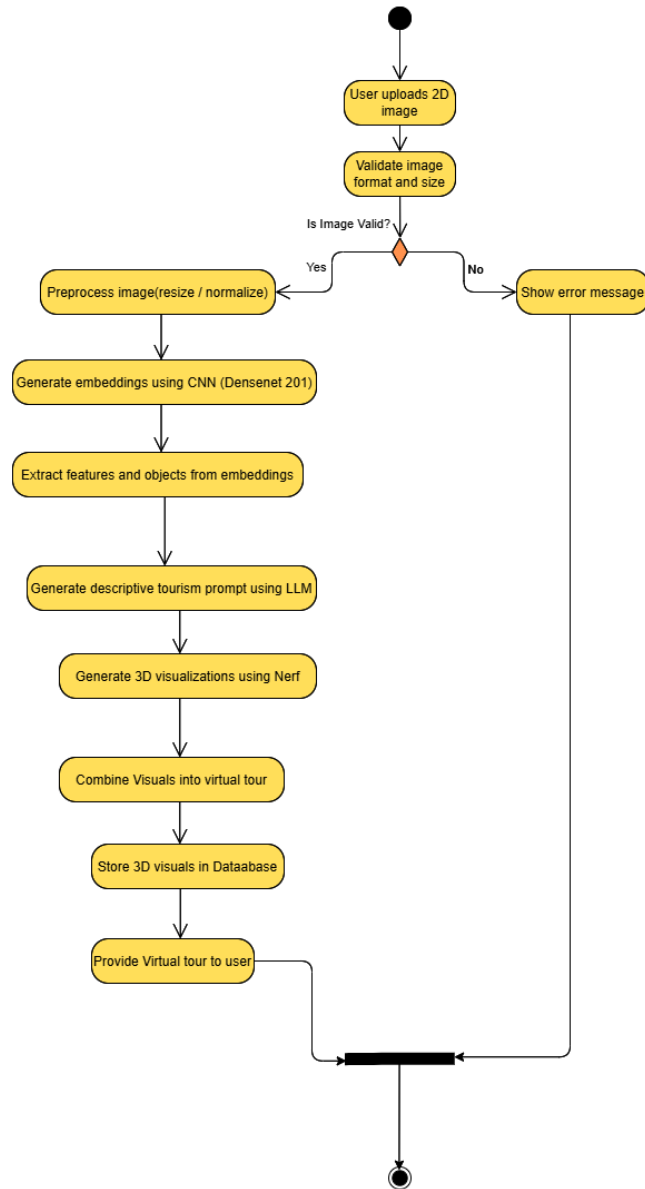 User uploads 2D
image
Validate image
format and size
Is Image Valid?
Yes
No
Preprocess image(resize / normalize)
Show error message
Generate embeddings using CNN (Densenet 201)
Extract features and objects from embeddings
Generate descriptive tourism prompt using LLM
Generate 3D visualizations using Nerf
Combine Visuals into virtual tour
Store 3D visuals in Dataabase
Provide Virtual tour to user